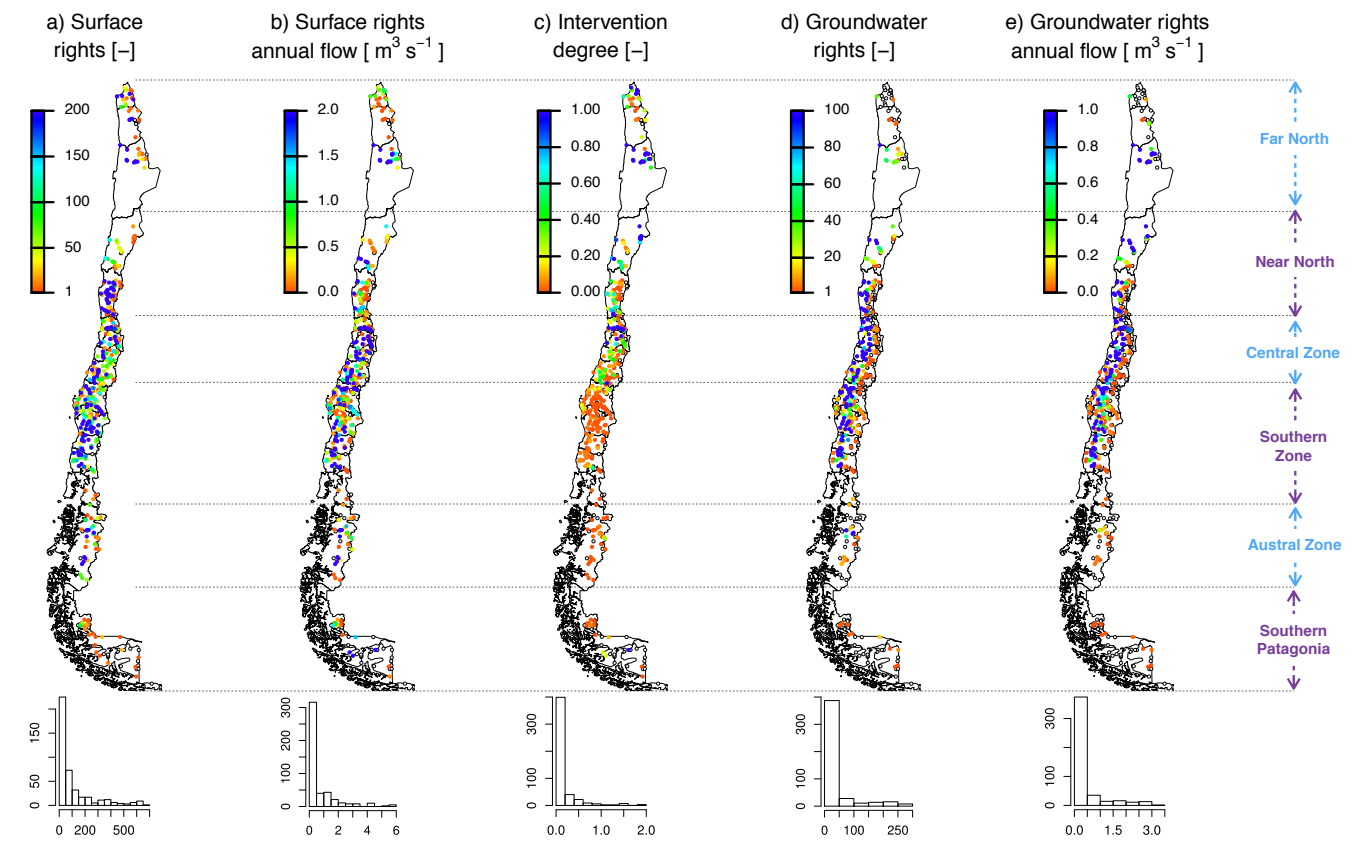 a) Surface
rights [−]
b) Surface rights
annual flow [ m³ s⁻¹ ]
c) Intervention
degree [−]
d) Groundwater
rights [−]
e) Groundwater rights
annual flow [ m³ s⁻¹ ]
200
150
100
50
1
2.0
1.5
1.0
0.5
0.0
1.00
0.80
0.60
0.40
0.20
0.00
100
80
60
40
20
1
1.0
0.8
0.6
0.4
0.2
0.0
Far North
Near North
Central Zone
Southern
Zone
Austral Zone
Southern
Patagonia
150
50
0
0 200 500
300
200
100
0
0 2 4 6
300
100
0
0.0 1.0 2.0
300
100
0
0 100 250
300
100
0
0.0 1.5 3.0